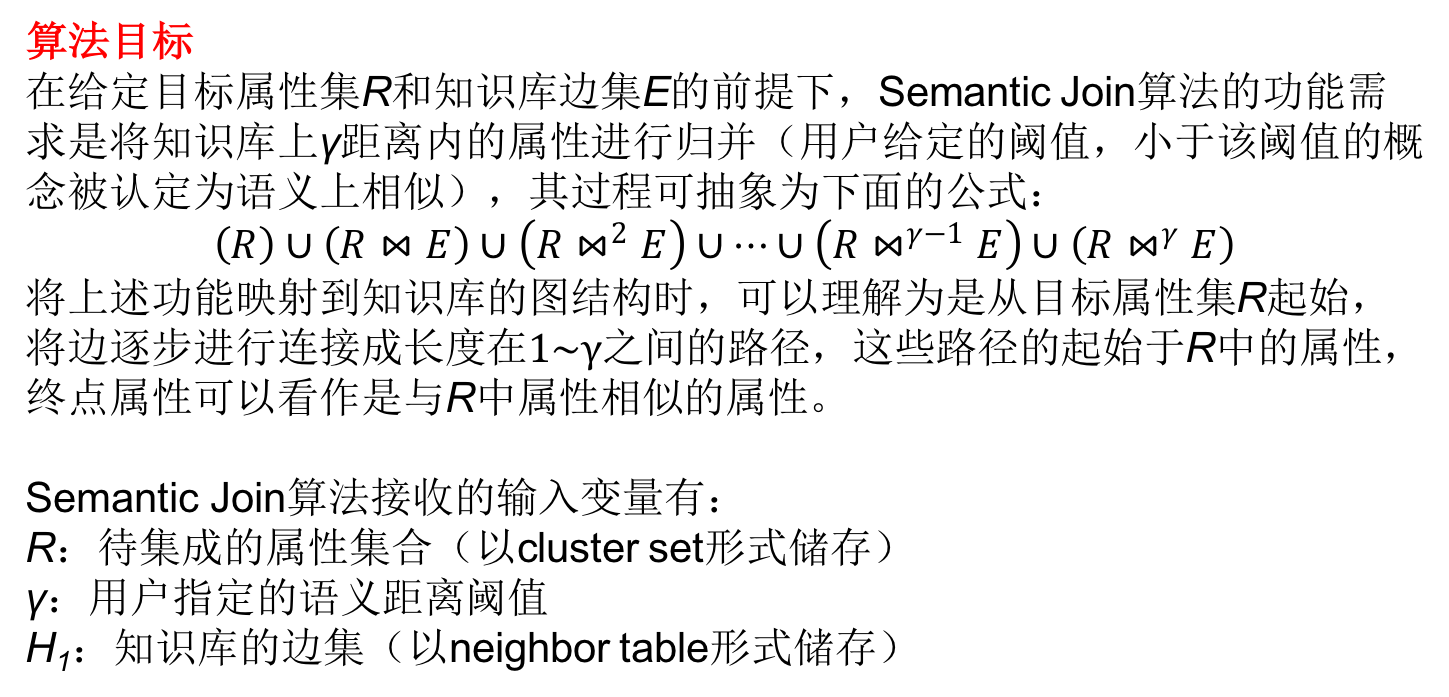 算法目标
在给定目标属性集R和知识库边集E的前提下，Semantic Join算法的功能需
求是将知识库上γ距离内的属性进行归并（用户给定的阈值，小于该阈值的概
念被认定为语义上相似），其过程可抽象为下面的公式：
(R) ∪ (R ⋈ E) ∪ (R ⋈² E) ∪ ⋯ ∪ (R ⋈^{γ−1} E) ∪ (R ⋈^γ E)
将上述功能映射到知识库的图结构时，可以理解为是从目标属性集R起始，
将边逐步进行连接成长度在1~γ之间的路径，这些路径的起始于R中的属性，
终点属性可以看作是与R中属性相似的属性。
Semantic Join算法接收的输入变量有：
R：待集成的属性集合（以cluster set形式储存）
γ：用户指定的语义距离阈值
H₁：知识库的边集（以neighbor table形式储存）